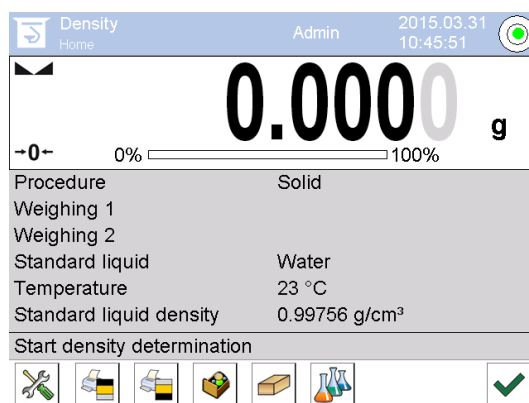 Density
Home
Admin
2015.03.31
10:45:51
0.0000 g
→0←
0% 100%
Procedure Solid
Weighing 1
Weighing 2
Standard liquid Water
Temperature 23 °C
Standard liquid density 0.99756 g/cm³
Start density determination